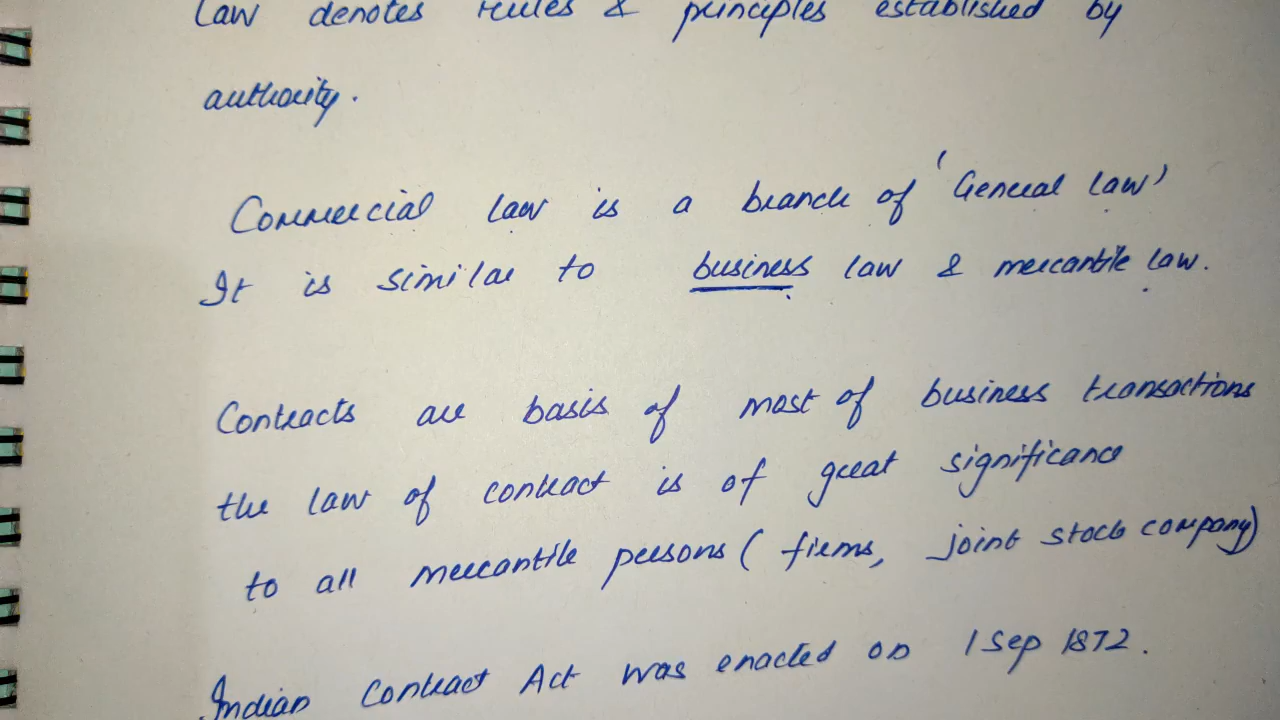 Law denotes rules & principles established by
authority.
Commercial law is a branch of 'General law'
It is similar to business law & mercantile law.
Contracts are basis of most of business transactions
the law of contract is of great significance
to all mercantile persons ( firms, joint stock company)
Indian Contract Act was enacted on 1 Sep 1872.